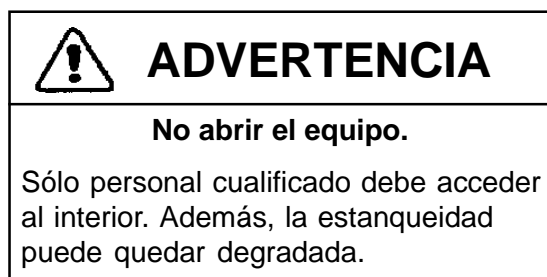 ADVERTENCIA
No abrir el equipo.
Sólo personal cualificado debe acceder
al interior. Además, la estanqueidad
puede quedar degradada.